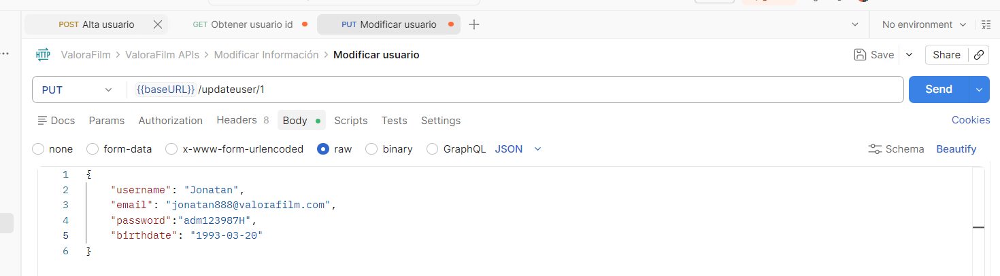 POST Alta usuario
GET Obtener usuario id
PUT Modificar usuario
No environment
HTTP ValoraFilm > ValoraFilm APIs > Modificar Información > Modificar usuario
Save
Share
PUT
{{baseURL}} /updateuser/1
Send
Docs Params Authorization Headers 8 Body Scripts Tests Settings
Cookies
none form-data x-www-form-urlencoded raw binary GraphQL JSON
Schema Beautify
1 {
2 "username": "Jonatan",
3 "email": "jonatan888@valorafilm.com",
4 "password":"adm123987H",
5 "birthdate": "1993-03-20"
6 }